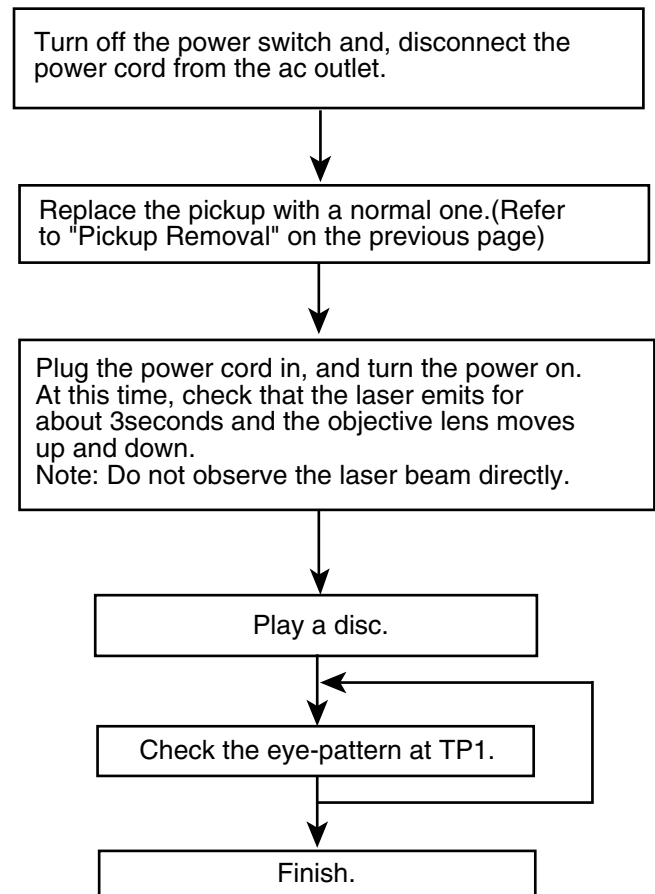 Turn off the power switch and, disconnect the
power cord from the ac outlet.
Replace the pickup with a normal one.(Refer
to "Pickup Removal" on the previous page)
Plug the power cord in, and turn the power on.
At this time, check that the laser emits for
about 3seconds and the objective lens moves
up and down.
Note: Do not observe the laser beam directly.
Play a disc.
Check the eye-pattern at TP1.
Finish.